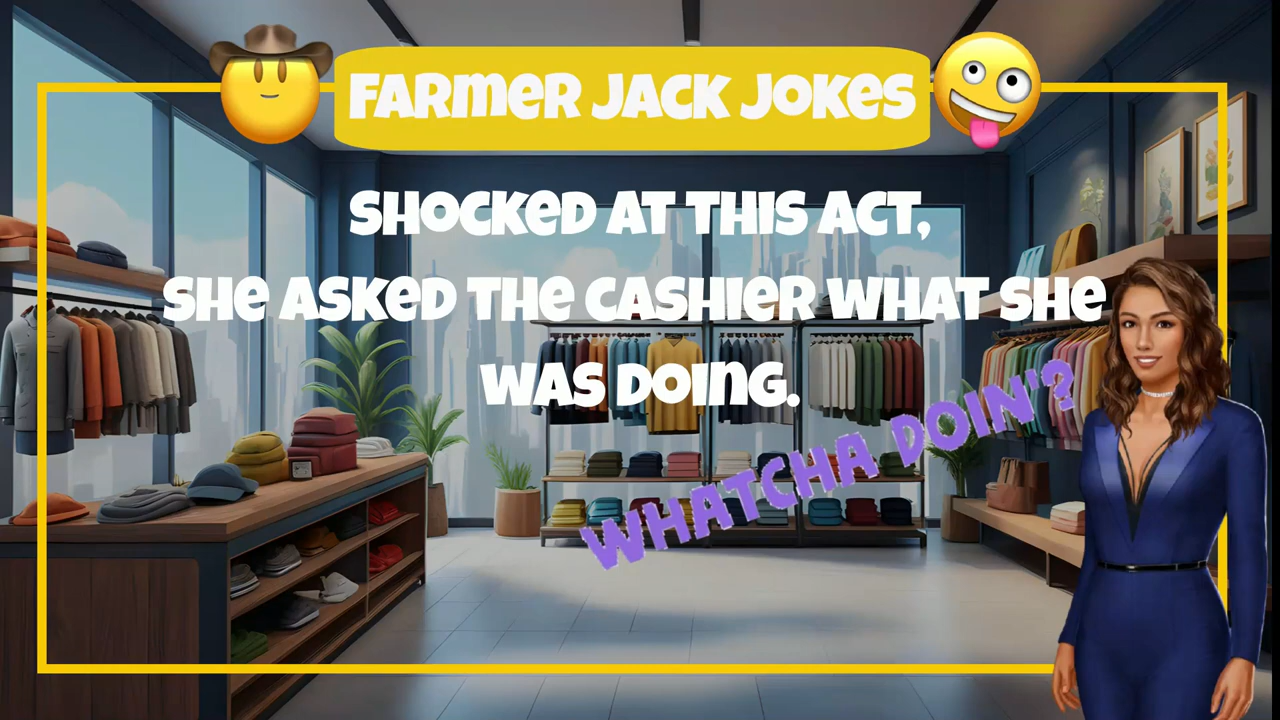 FARMER JACK JOKES
SHOCKED AT THIS ACT,
SHE ASKED THE CASHIER WHAT SHE
WAS DOING.
WHATCHA DOIN'?